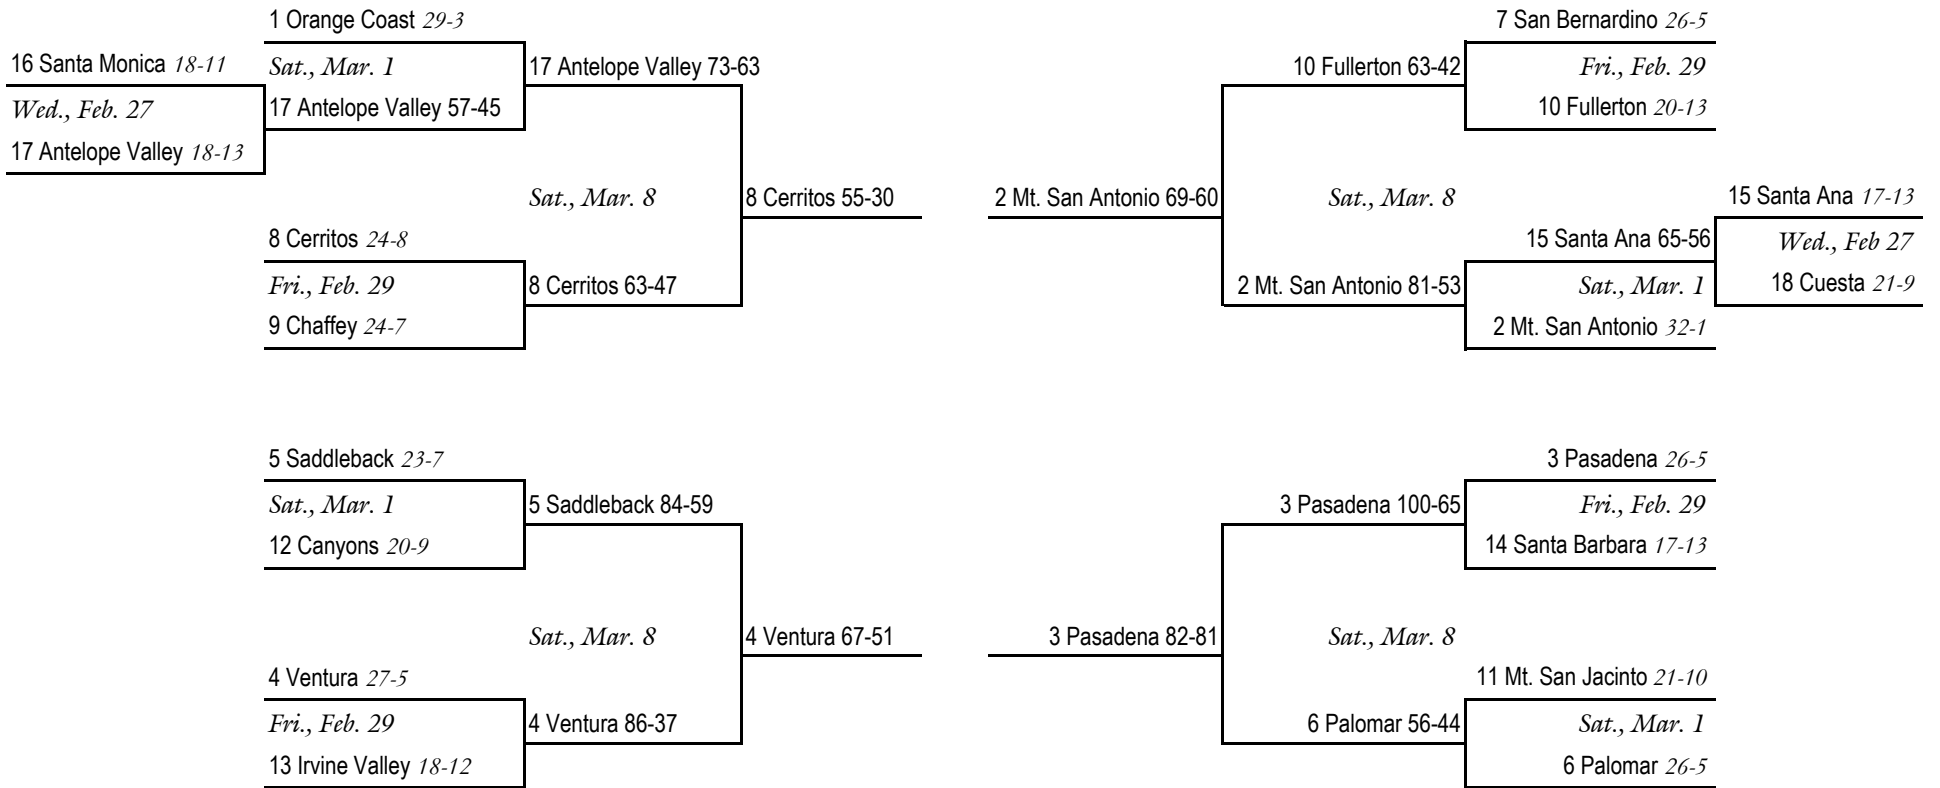 1 Orange Coast 29-3
16 Santa Monica 18-11
Sat., Mar. 1
17 Antelope Valley 73-63
Wed., Feb. 27
17 Antelope Valley 57-45
17 Antelope Valley 18-13
Sat., Mar. 8
8 Cerritos 55-30
8 Cerritos 24-8
Fri., Feb. 29
8 Cerritos 63-47
9 Chaffey 24-7
5 Saddleback 23-7
Sat., Mar. 1
5 Saddleback 84-59
12 Canyons 20-9
Sat., Mar. 8
4 Ventura 67-51
4 Ventura 27-5
Fri., Feb. 29
4 Ventura 86-37
13 Irvine Valley 18-12
7 San Bernardino 26-5
10 Fullerton 63-42
Fri., Feb. 29
10 Fullerton 20-13
2 Mt. San Antonio 69-60
Sat., Mar. 8
15 Santa Ana 17-13
15 Santa Ana 65-56
Wed., Feb 27
2 Mt. San Antonio 81-53
Sat., Mar. 1
18 Cuesta 21-9
2 Mt. San Antonio 32-1
3 Pasadena 26-5
3 Pasadena 100-65
Fri., Feb. 29
14 Santa Barbara 17-13
3 Pasadena 82-81
Sat., Mar. 8
11 Mt. San Jacinto 21-10
6 Palomar 56-44
Sat., Mar. 1
6 Palomar 26-5